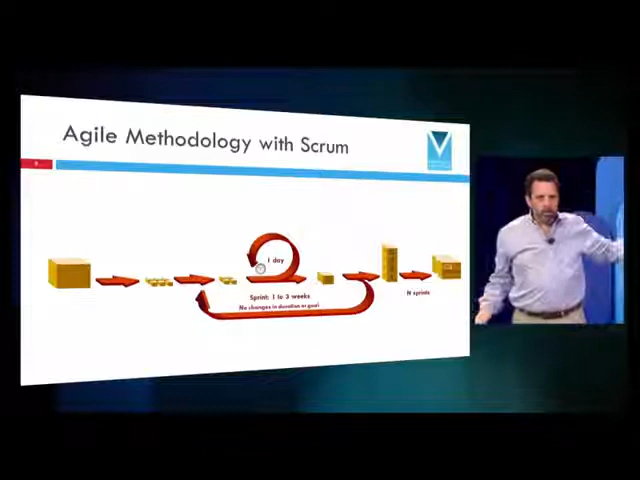 Agile Methodology with Scrum
1 day
Sprint: 1 to 3 weeks
No changes in duration or goal
N sprints